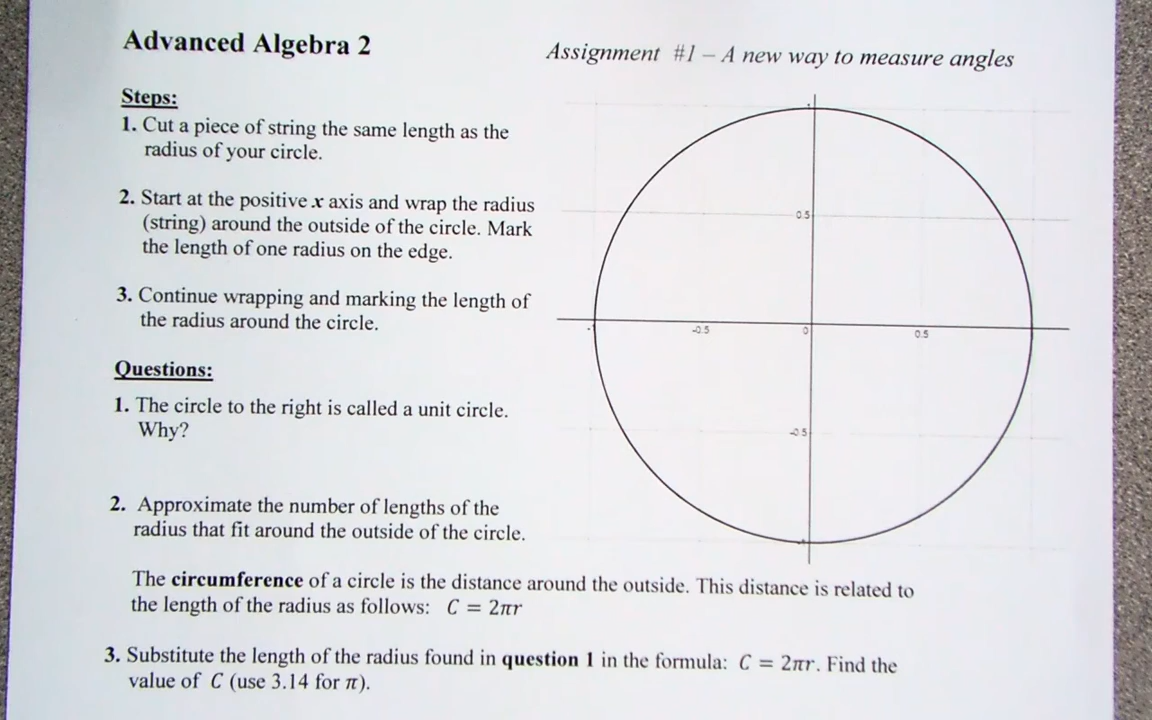 Advanced Algebra 2
Assignment #1 – A new way to measure angles
Steps:
1. Cut a piece of string the same length as the
radius of your circle.
2. Start at the positive x axis and wrap the radius
(string) around the outside of the circle. Mark
the length of one radius on the edge.
3. Continue wrapping and marking the length of
the radius around the circle.
Questions:
1. The circle to the right is called a unit circle.
Why?
2. Approximate the number of lengths of the
radius that fit around the outside of the circle.
0.5
-0.5
0
0.5
-0.5
The circumference of a circle is the distance around the outside. This distance is related to
the length of the radius as follows: C = 2πr
3. Substitute the length of the radius found in question 1 in the formula: C = 2πr. Find the
value of C (use 3.14 for π).